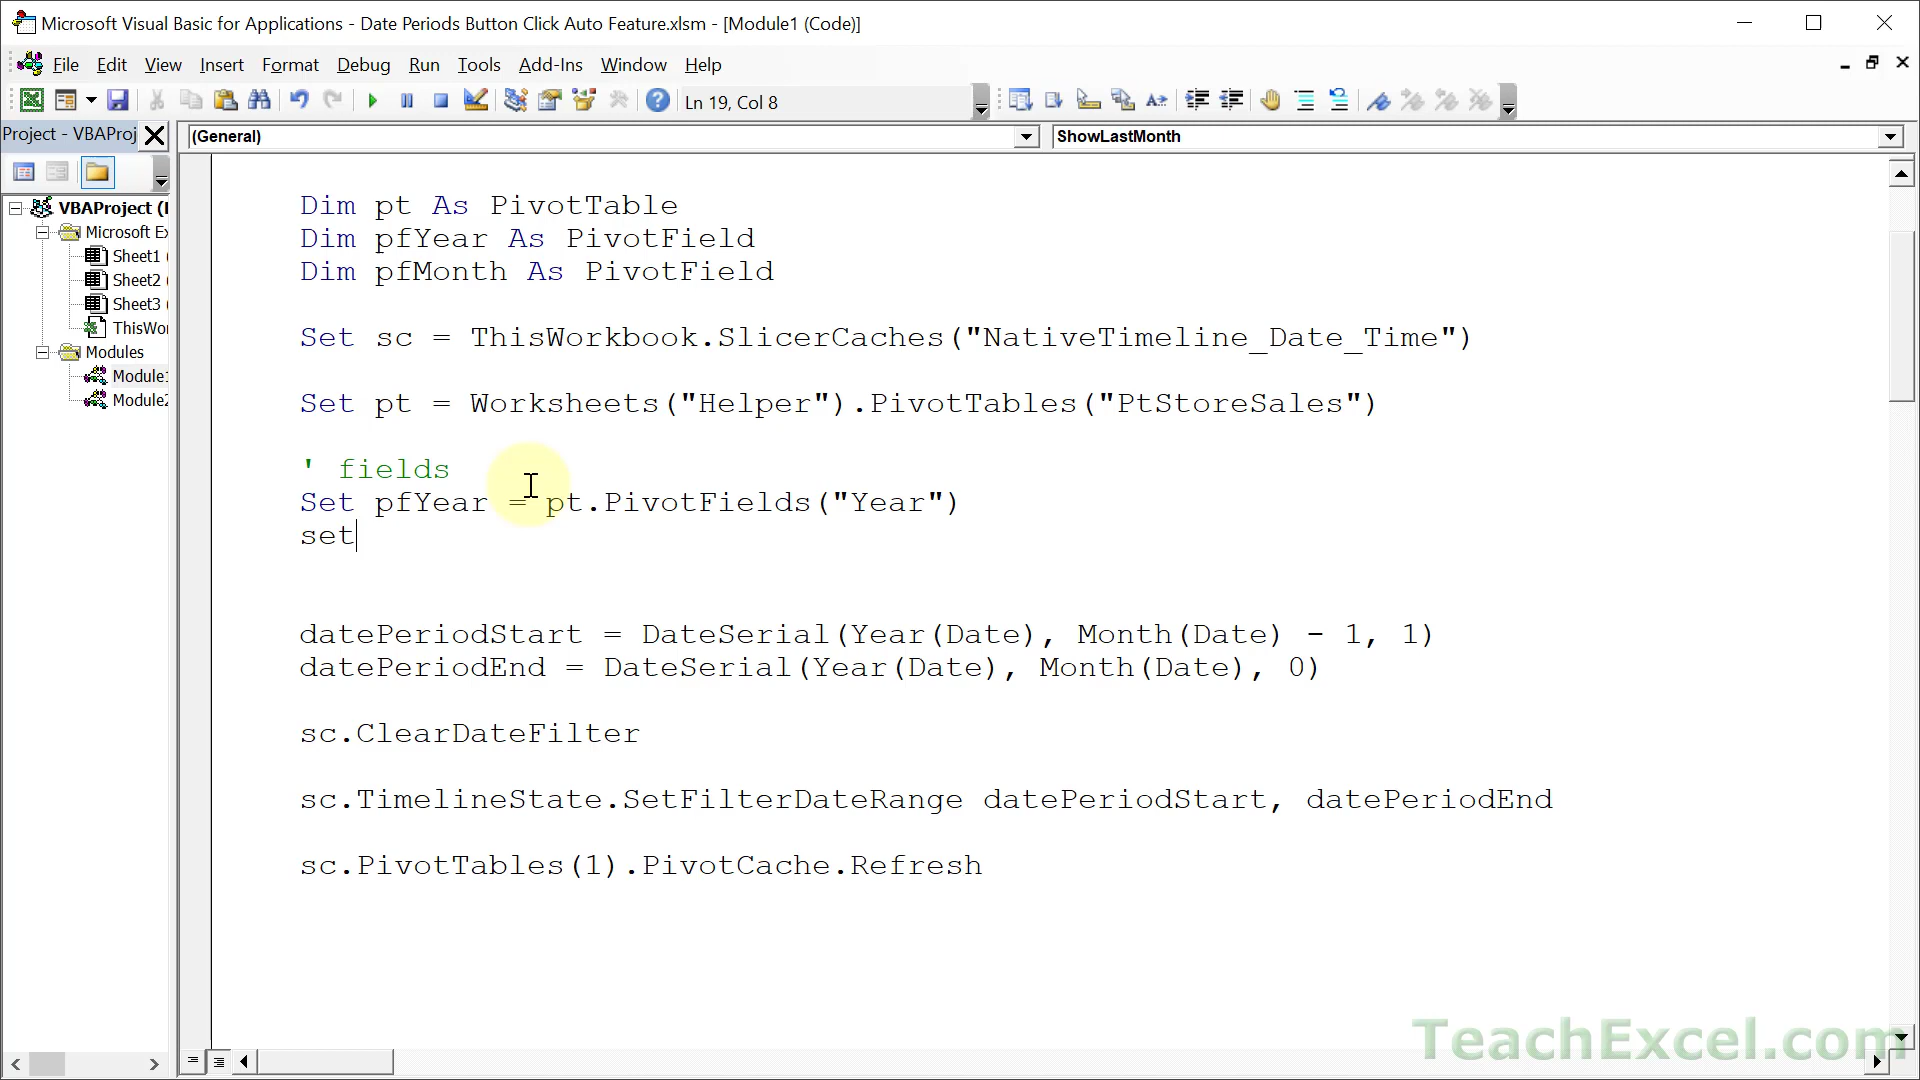 Microsoft Visual Basic for Applications - Date Periods Button Click Auto Feature.xlsm - [Module1 (Code)]
File Edit View Insert Format Debug Run Tools Add-Ins Window Help
Ln 19, Col 8
Project - VBAProj
(General) ShowLastMonth
VBAProject (
Microsoft Ex
Sheet1 (
Sheet2 (
Sheet3 (
ThisWo
Modules
Module1
Module2
Dim pt As PivotTable
Dim pfYear As PivotField
Dim pfMonth As PivotField
Set sc = ThisWorkbook.SlicerCaches("NativeTimeline_Date_Time")
Set pt = Worksheets("Helper").PivotTables("PtStoreSales")
' fields
Set pfYear = pt.PivotFields("Year")
set
datePeriodStart = DateSerial(Year(Date), Month(Date) - 1, 1)
datePeriodEnd = DateSerial(Year(Date), Month(Date), 0)
sc.ClearDateFilter
sc.TimelineState.SetFilterDateRange datePeriodStart, datePeriodEnd
sc.PivotTables(1).PivotCache.Refresh
TeachExcel.com